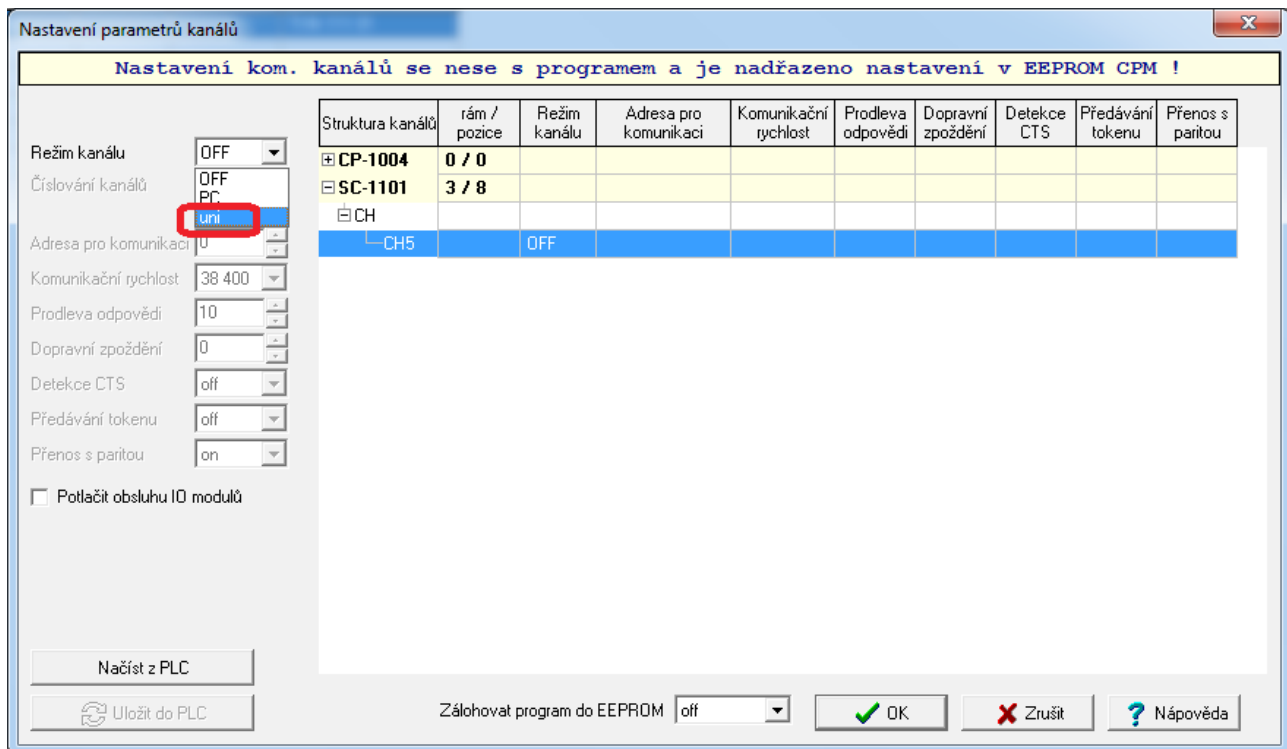 Nastavení parametrů kanálů
Nastavení kom. kanálů se nese s programem a je nadřazeno nastavení v EEPROM CPM !
Režim kanálu OFF
OFF
PC
uni
Číslování kanálů
Adresa pro komunikaci 0
Komunikační rychlost 38 400
Prodleva odpovědi 10
Dopravní zpoždění 0
Detekce CTS off
Předávání tokenu off
Přenos s paritou on
Potlačit obsluhu IO modulů
Struktura kanálů rám / pozice Režim kanálu Adresa pro komunikaci Komunikační rychlost Prodleva odpovědi Dopravní zpoždění Detekce CTS Předávání tokenu Přenos s paritou
CP-1004 0 / 0
SC-1101 3 / 8
CH
CH5 OFF
Načíst z PLC
Uložit do PLC
Zálohovat program do EEPROM off
OK
Zrušit
Nápověda